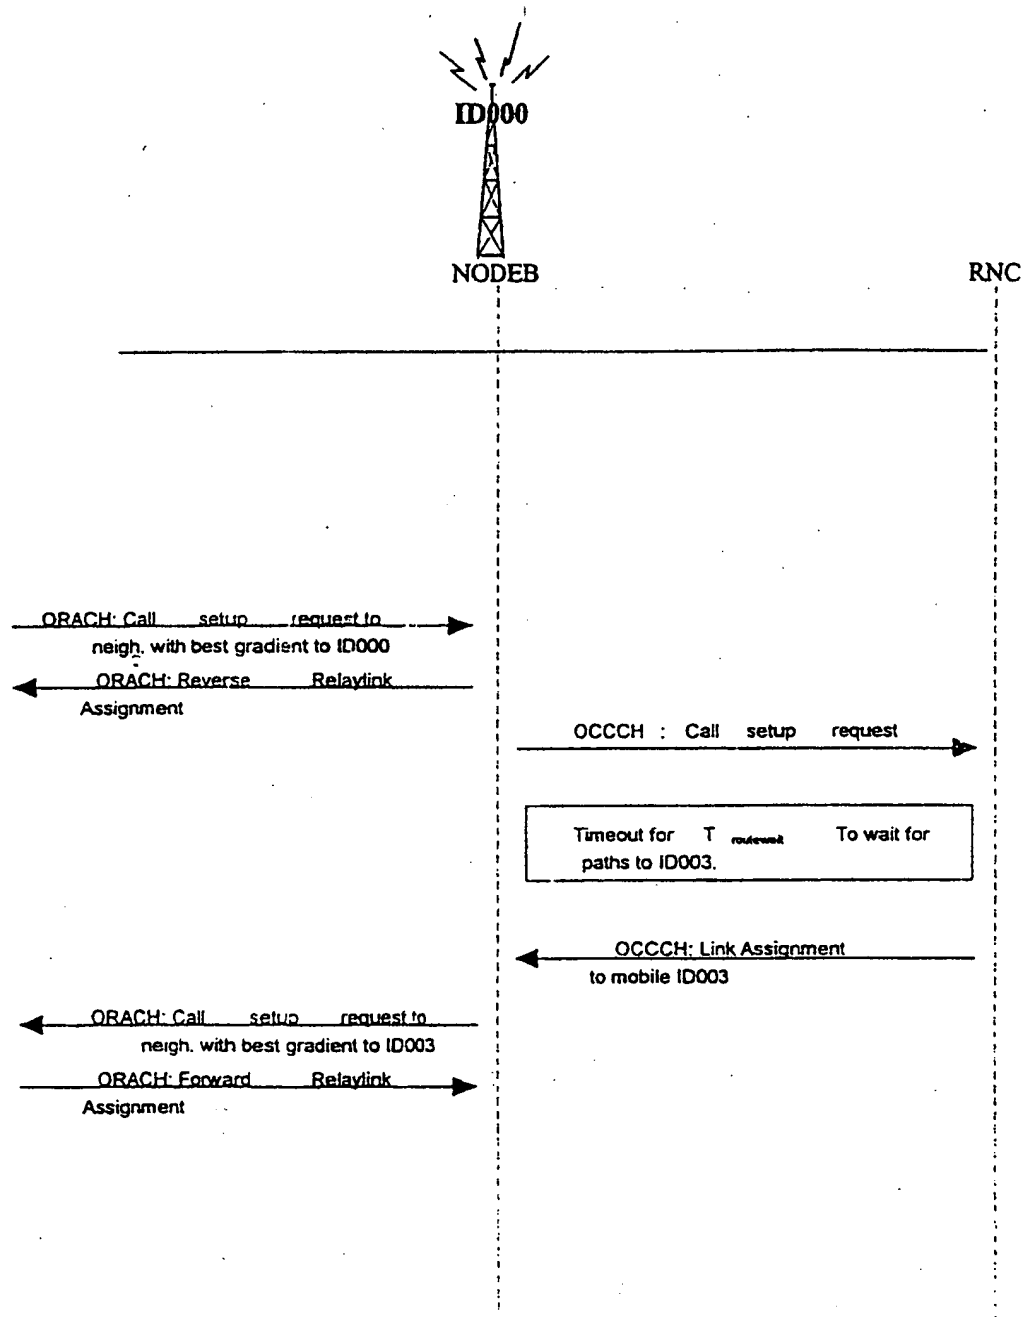 ID000
NODEB
RNC
ORACH: Call setup request to
neigh. with best gradient to ID000
ORACH: Reverse Relaylink
Assignment
OCCCH : Call setup request
Timeout for T routewait To wait for
paths to ID003.
OCCCH: Link Assignment
to mobile ID003
ORACH: Call setup request to
neigh. with best gradient to ID003
ORACH: Forward Relaylink
Assignment